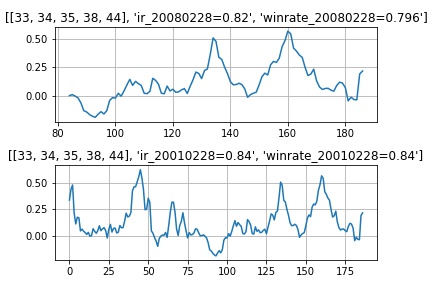 [[33, 34, 35, 38, 44], 'ir_20080228=0.82', 'winrate_20080228=0.796']
0.50
0.25
0.00
80 100 120 140 160 180
[[33, 34, 35, 38, 44], 'ir_20010228=0.84', 'winrate_20010228=0.84']
0.50
0.25
0.00
0 25 50 75 100 125 150 175